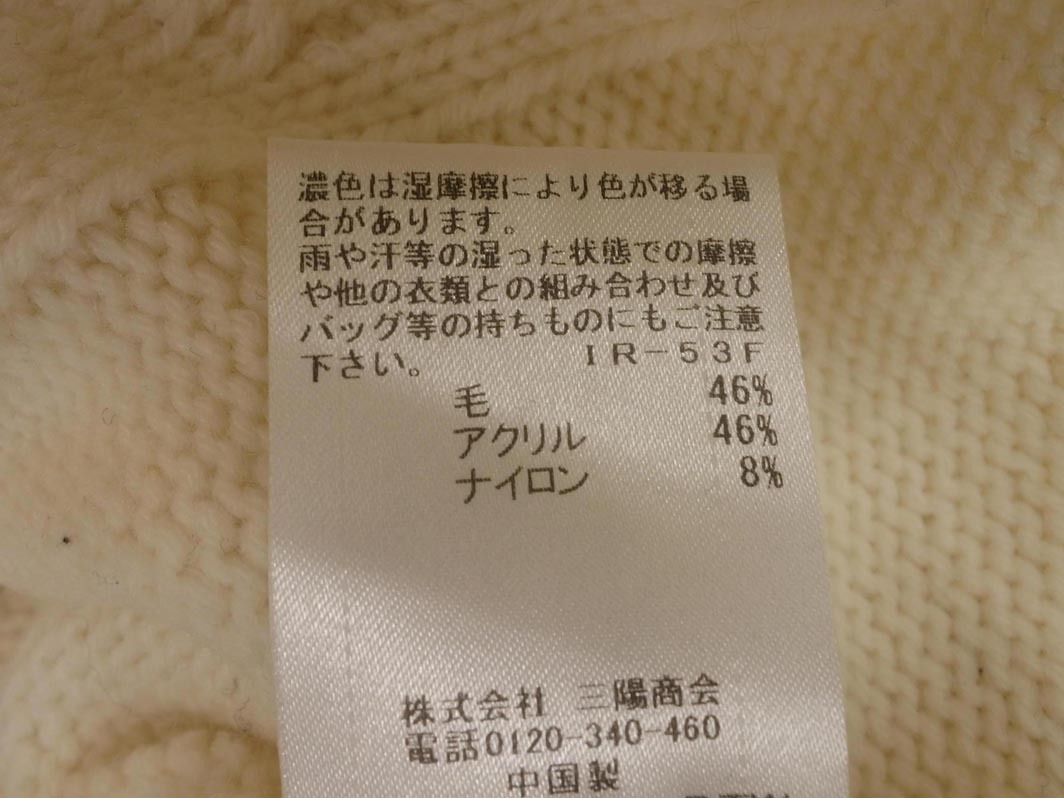 濃色は湿摩擦により色が移る場
合があります。
雨や汗等の湿った状態での摩擦
や他の衣類との組み合わせ及び
バッグ等の持ちものにもご注意
下さい。 IR-53F
毛 46%
アクリル 46%
ナイロン 8%
株式会社 三陽商会
電話0120-340-460
中国製